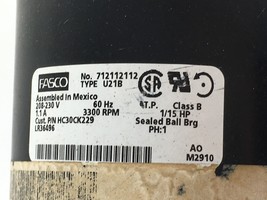 FASCO No. 712112112
TYPE U21B
Assembled in Mexico
208-230 V 60 Hz
1.1 A 3300 RPM
Cust. P/N HC30CK229
LR36496
SA
T.P. Class B
1/15 HP
Sealed Ball Brg
PH:1
AO
M2910